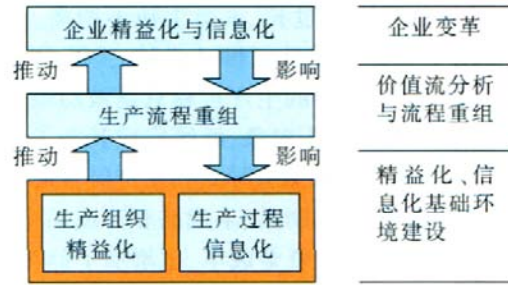 企业精益化与信息化
企业变革
推动
影响
价值流分析
与流程重组
生产流程重组
推动
影响
精益化、信
息化基础环
境建设
生产组织
精益化
生产过程
信息化